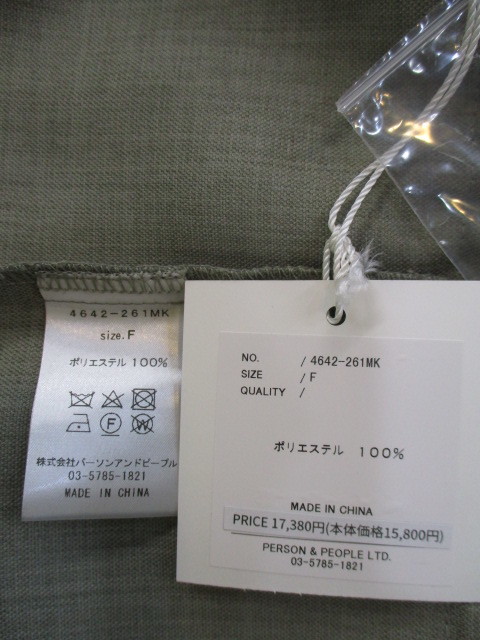 4642-261MK
size.F
ポリエステル 100%
株式会社パーソンアンドピープル
03-5785-1821
MADE IN CHINA
NO. / 4642-261MK
SIZE / F
QUALITY /
ポリエステル 100%
MADE IN CHINA
PRICE 17,380円(本体価格15,800円)
PERSON & PEOPLE LTD.
03-5785-1821